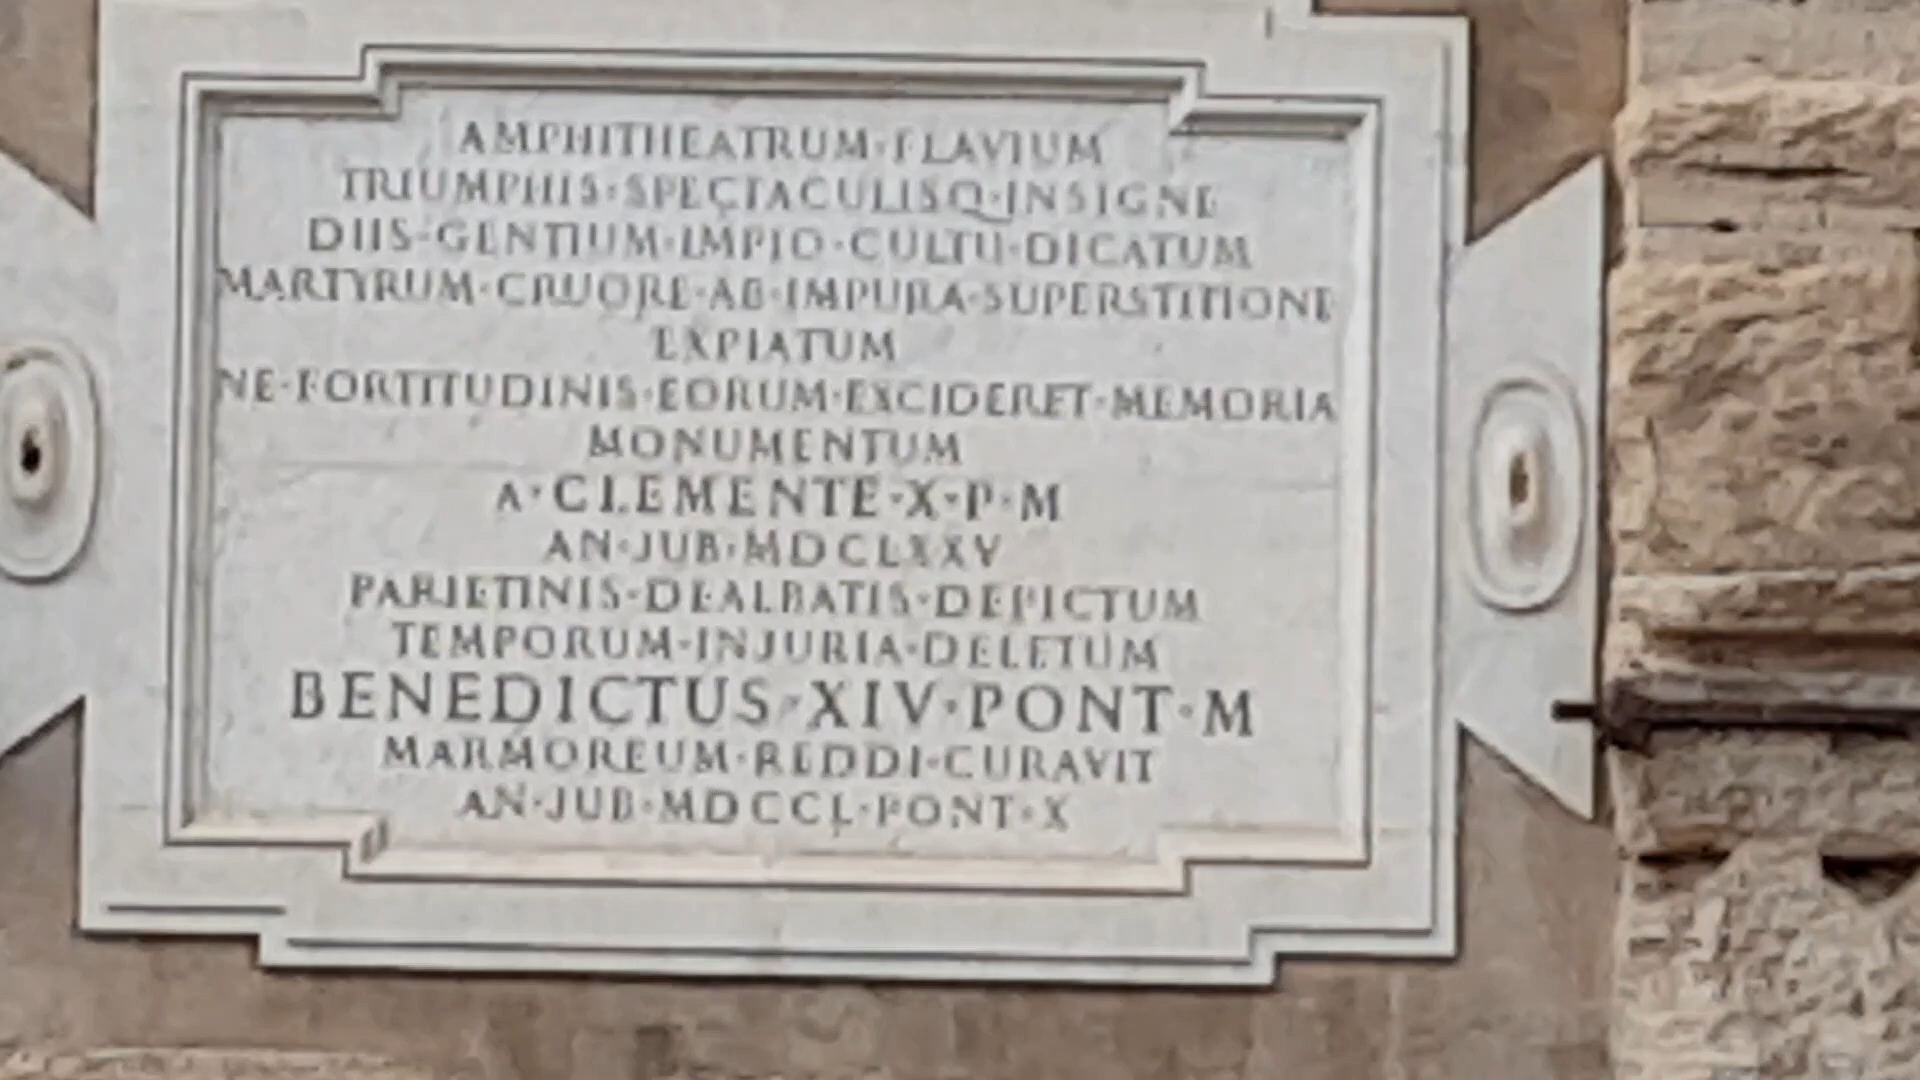 AMPHITHEATRUM·FLAVIUM
TRIUMPHIS·SPECTACULISQ·INSIGNE
DIIS·GENTIUM·IMPIO·CULTU·DICATUM
MARTYRUM·CRUORE·AB·IMPURA·SUPERSTITIONE
EXPIATUM
NE·FORTITUDINIS·EORUM·EXCIDERET·MEMORIA
MONUMENTUM
A·CLEMENTE·X·P·M
AN·JUB·MDCLXXV
PARIETINIS·DEALBATIS·DEPICTUM
TEMPORUM·INJURIA·DELETUM
BENEDICTUS·XIV·PONT·M
MARMOREUM·REDDI·CURAVIT
AN·JUB·MDCCL·PONT·X